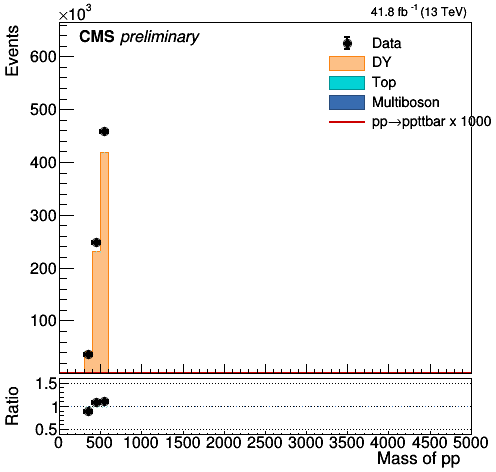 ×10³
41.8 fb⁻¹ (13 TeV)
CMS preliminary
Events
Data
DY
Top
Multiboson
pp→ppttbar x 1000
600
500
400
300
200
100
Ratio
1.5
1
0.5
0 500 1000 1500 2000 2500 3000 3500 4000 4500 5000
Mass of pp